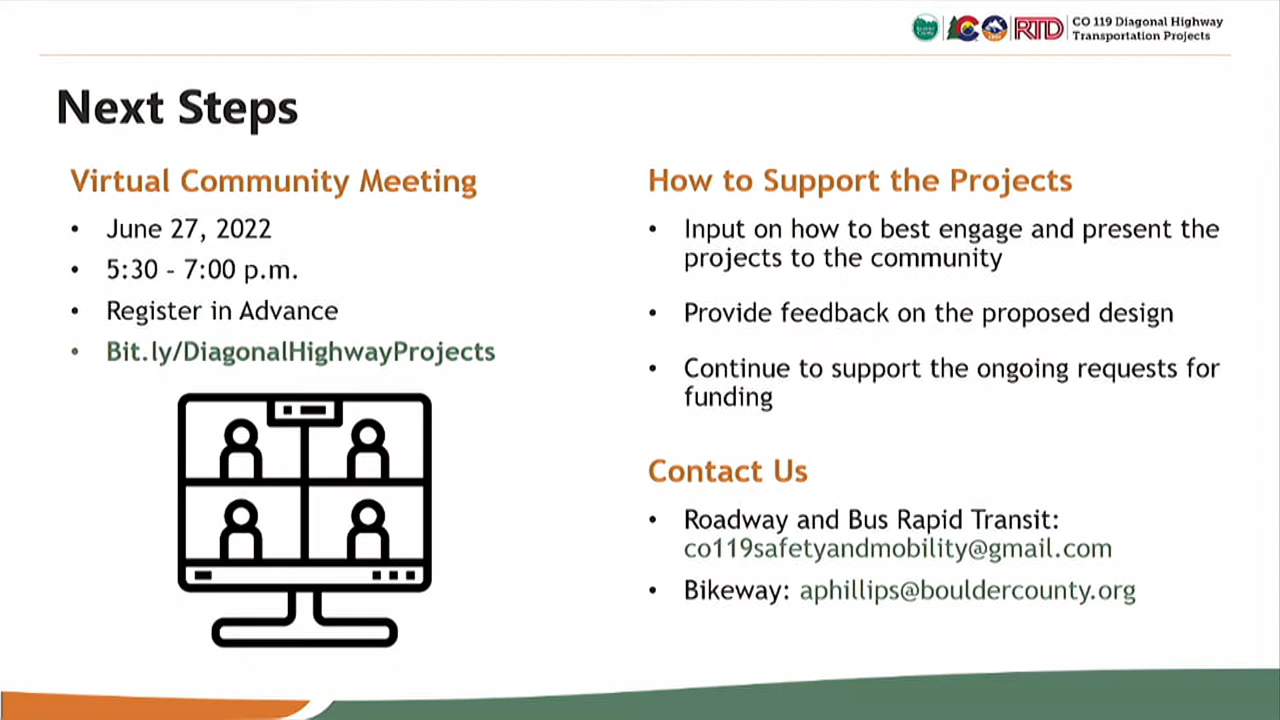 RTD
CO 119 Diagonal Highway
Transportation Projects
Next Steps
Virtual Community Meeting
• June 27, 2022
• 5:30 - 7:00 p.m.
• Register in Advance
• Bit.ly/DiagonalHighwayProjects
How to Support the Projects
• Input on how to best engage and present the
projects to the community
• Provide feedback on the proposed design
• Continue to support the ongoing requests for
funding
Contact Us
• Roadway and Bus Rapid Transit:
co119safetyandmobility@gmail.com
• Bikeway: aphillips@bouldercounty.org